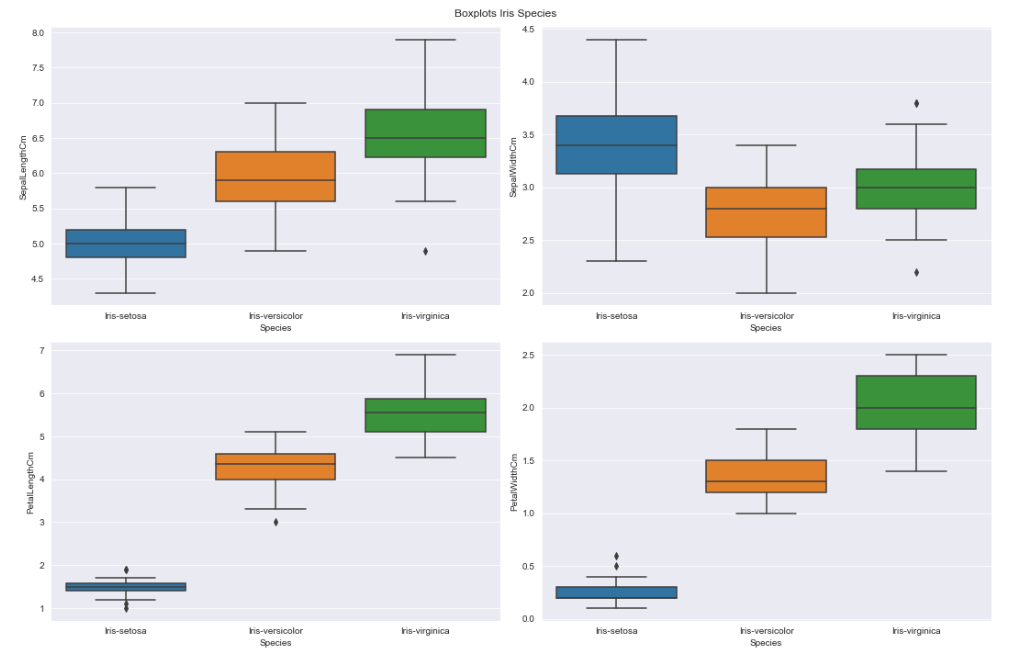 Boxplots Iris Species
SepalLengthCm
8.0
7.5
7.0
6.5
6.0
5.5
5.0
4.5
Iris-setosa Iris-versicolor Iris-virginica
Species
SepalWidthCm
4.5
4.0
3.5
3.0
2.5
2.0
Iris-setosa Iris-versicolor Iris-virginica
Species
PetalLengthCm
7
6
5
4
3
2
1
Iris-setosa Iris-versicolor Iris-virginica
Species
PetalWidthCm
2.5
2.0
1.5
1.0
0.5
0.0
Iris-setosa Iris-versicolor Iris-virginica
Species